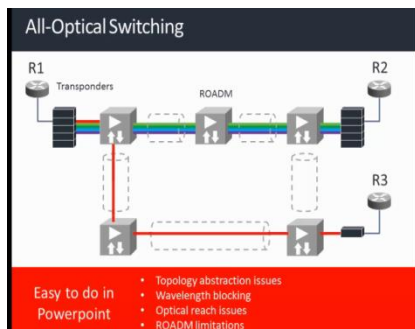 All-Optical Switching
R1
R2
Transponders
ROADM
R3
Easy to do in
Powerpoint
• Topology abstraction issues
• Wavelength blocking
• Optical reach issues
• ROADM limitations